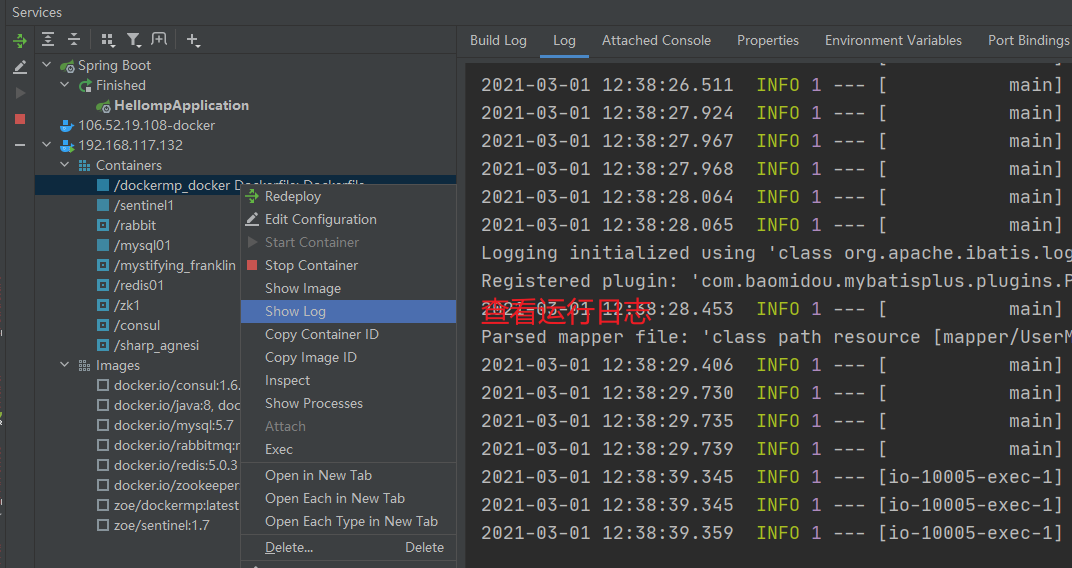 Services
Spring Boot
Finished
HellompApplication
106.52.19.108-docker
192.168.117.132
Containers
/dockermp_docker Dockerfile: Dockerfile
/sentinel1
/rabbit
/mysql01
/mystifying_franklin
/redis01
/zk1
/consul
/sharp_agnesi
Images
docker.io/consul:1.6.
docker.io/java:8, doc
docker.io/mysql:5.7
docker.io/rabbitmq:r
docker.io/redis:5.0.3
docker.io/zookeeper
zoe/dockermp:latest
zoe/sentinel:1.7
Redeploy
Edit Configuration
Start Container
Stop Container
Show Image
Show Log
Copy Container ID
Copy Image ID
Inspect
Show Processes
Attach
Exec
Open in New Tab
Open Each in New Tab
Open Each Type in New Tab
Delete... Delete
Build Log Log Attached Console Properties Environment Variables Port Bindings
2021-03-01 12:38:26.511 INFO 1 --- [ main]
2021-03-01 12:38:27.924 INFO 1 --- [ main]
2021-03-01 12:38:27.967 INFO 1 --- [ main]
2021-03-01 12:38:27.968 INFO 1 --- [ main]
2021-03-01 12:38:28.064 INFO 1 --- [ main]
2021-03-01 12:38:28.065 INFO 1 --- [ main]
Logging initialized using 'class org.apache.ibatis.log
Registered plugin: 'com.baomidou.mybatisplus.plugins.P
2021-03-01 12:38:28.453 INFO 1 --- [ main]
查看运行日志
Parsed mapper file: 'class path resource [mapper/UserM
2021-03-01 12:38:29.406 INFO 1 --- [ main]
2021-03-01 12:38:29.730 INFO 1 --- [ main]
2021-03-01 12:38:29.735 INFO 1 --- [ main]
2021-03-01 12:38:29.739 INFO 1 --- [ main]
2021-03-01 12:38:39.345 INFO 1 --- [io-10005-exec-1]
2021-03-01 12:38:39.345 INFO 1 --- [io-10005-exec-1]
2021-03-01 12:38:39.359 INFO 1 --- [io-10005-exec-1]